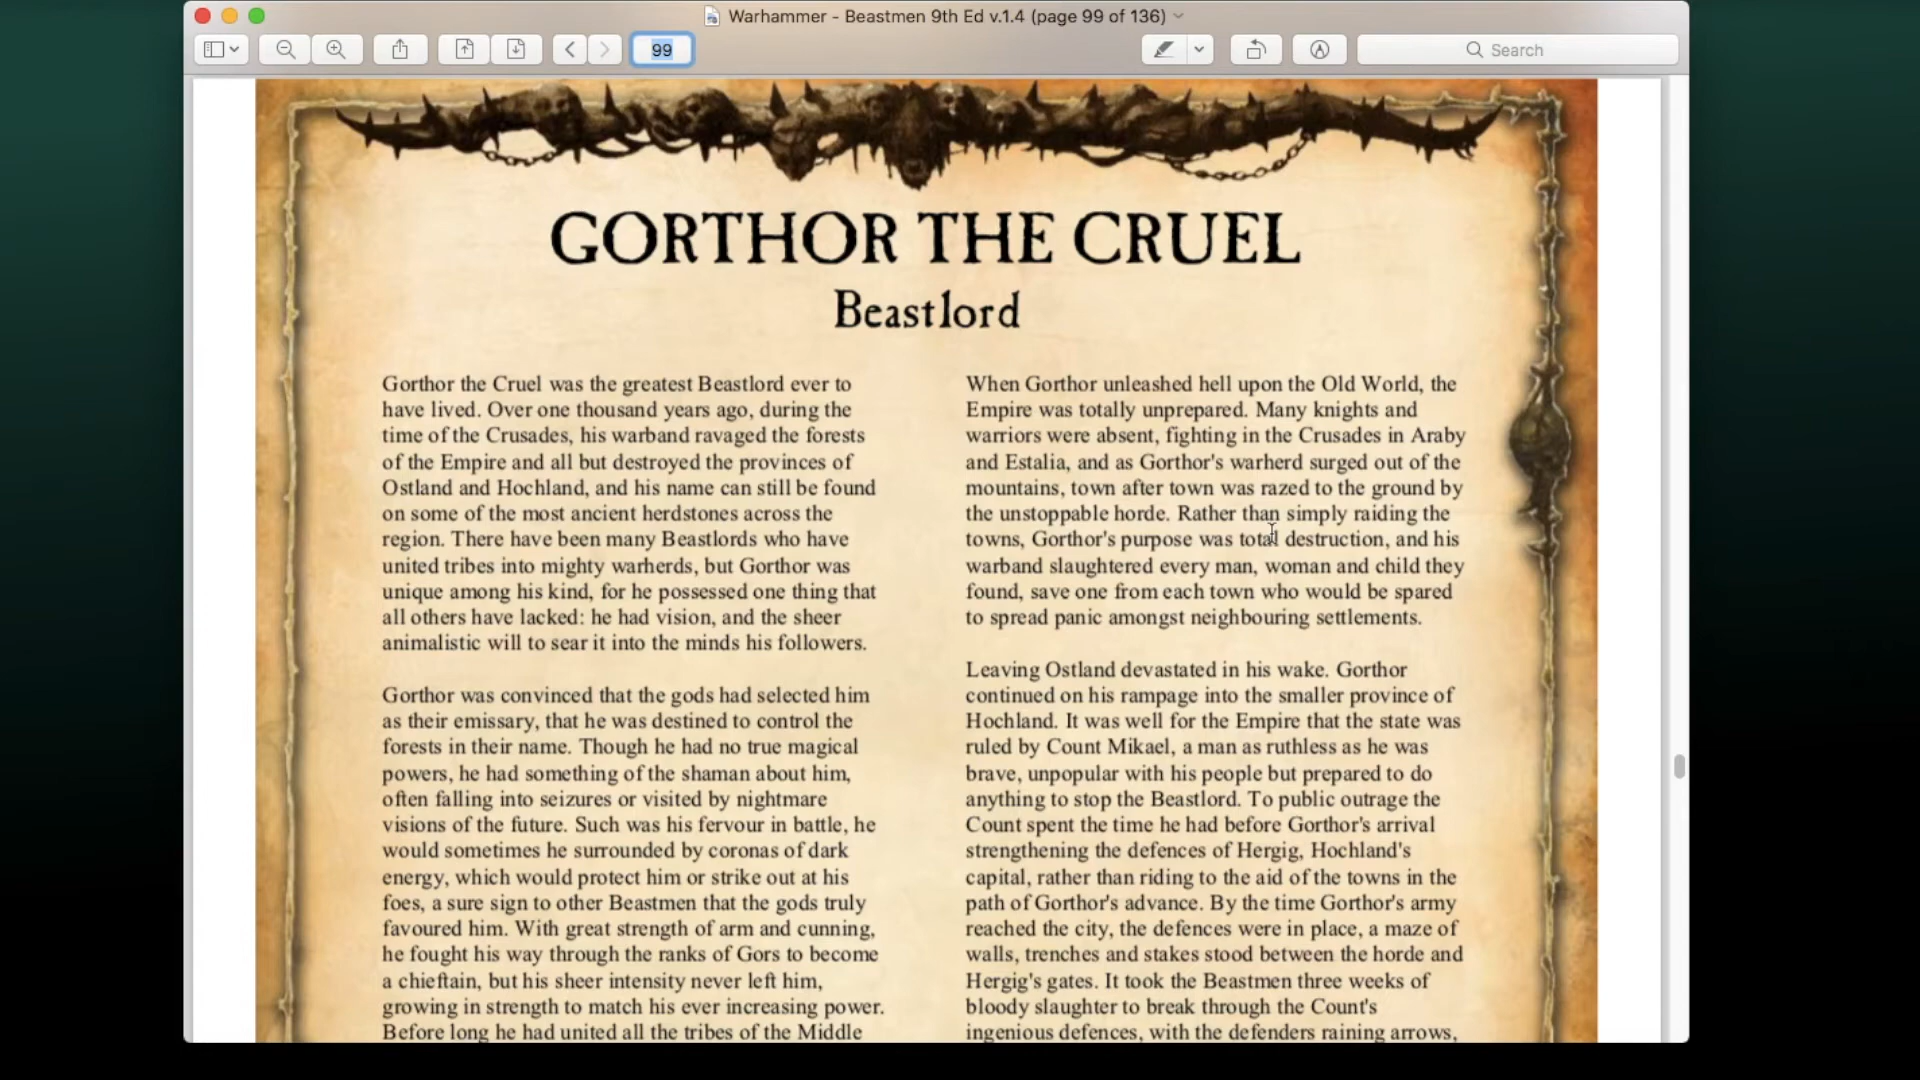 Warhammer - Beastmen 9th Ed v.1.4 (page 99 of 136)
99
Search
GORTHOR THE CRUEL
Beastlord
Gorthor the Cruel was the greatest Beastlord ever to
have lived. Over one thousand years ago, during the
time of the Crusades, his warband ravaged the forests
of the Empire and all but destroyed the provinces of
Ostland and Hochland, and his name can still be found
on some of the most ancient herdstones across the
region. There have been many Beastlords who have
united tribes into mighty warherds, but Gorthor was
unique among his kind, for he possessed one thing that
all others have lacked: he had vision, and the sheer
animalistic will to sear it into the minds his followers.
Gorthor was convinced that the gods had selected him
as their emissary, that he was destined to control the
forests in their name. Though he had no true magical
powers, he had something of the shaman about him,
often falling into seizures or visited by nightmare
visions of the future. Such was his fervour in battle, he
would sometimes he surrounded by coronas of dark
energy, which would protect him or strike out at his
foes, a sure sign to other Beastmen that the gods truly
favoured him. With great strength of arm and cunning,
he fought his way through the ranks of Gors to become
a chieftain, but his sheer intensity never left him,
growing in strength to match his ever increasing power.
Before long he had united all the tribes of the Middle
When Gorthor unleashed hell upon the Old World, the
Empire was totally unprepared. Many knights and
warriors were absent, fighting in the Crusades in Araby
and Estalia, and as Gorthor's warherd surged out of the
mountains, town after town was razed to the ground by
the unstoppable horde. Rather than simply raiding the
towns, Gorthor's purpose was total destruction, and his
warband slaughtered every man, woman and child they
found, save one from each town who would be spared
to spread panic amongst neighbouring settlements.
Leaving Ostland devastated in his wake. Gorthor
continued on his rampage into the smaller province of
Hochland. It was well for the Empire that the state was
ruled by Count Mikael, a man as ruthless as he was
brave, unpopular with his people but prepared to do
anything to stop the Beastlord. To public outrage the
Count spent the time he had before Gorthor's arrival
strengthening the defences of Hergig, Hochland's
capital, rather than riding to the aid of the towns in the
path of Gorthor's advance. By the time Gorthor's army
reached the city, the defences were in place, a maze of
walls, trenches and stakes stood between the horde and
Hergig's gates. It took the Beastmen three weeks of
bloody slaughter to break through the Count's
ingenious defences, with the defenders raining arrows,